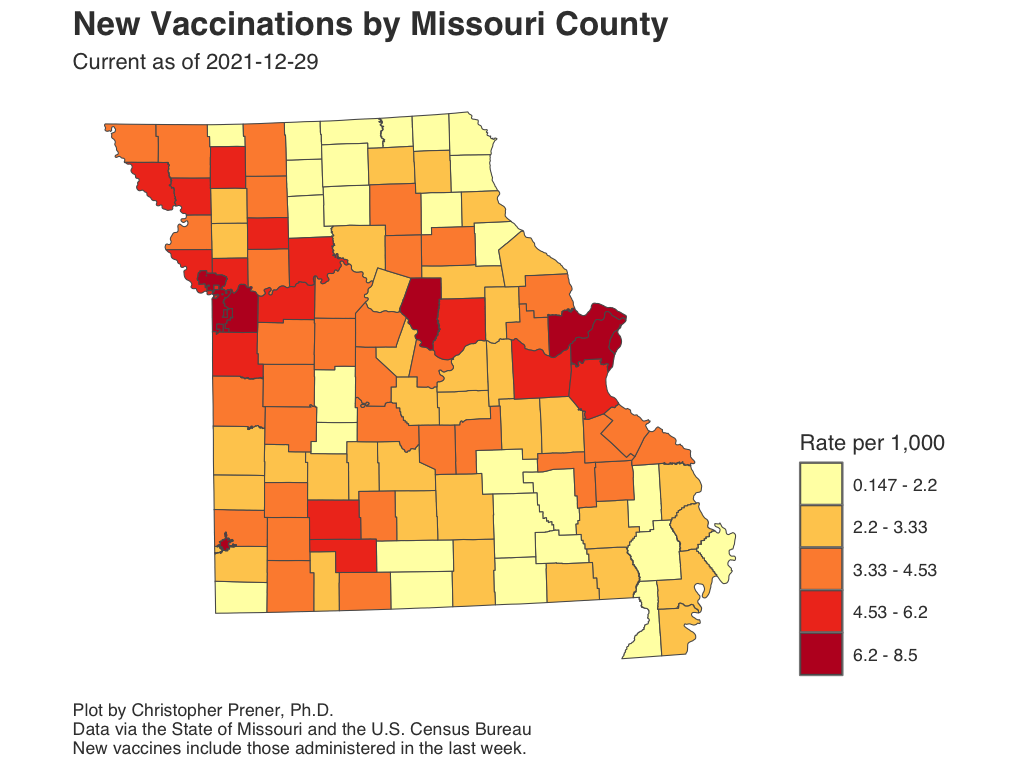 New Vaccinations by Missouri County
Current as of 2021-12-29
Rate per 1,000
0.147 - 2.2
2.2 - 3.33
3.33 - 4.53
4.53 - 6.2
6.2 - 8.5
Plot by Christopher Prener, Ph.D.
Data via the State of Missouri and the U.S. Census Bureau
New vaccines include those administered in the last week.